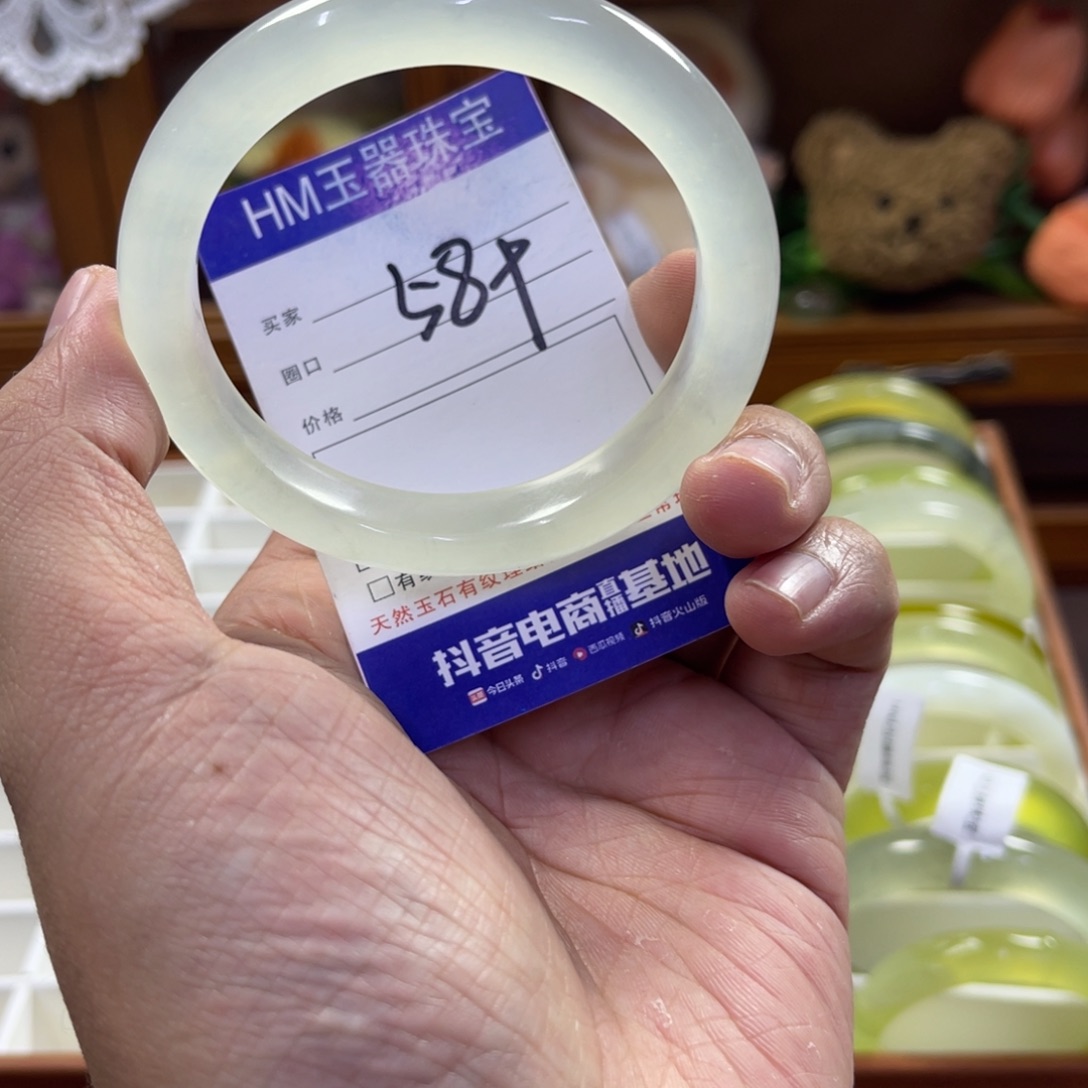 HM玉器珠宝
58中
买家
圈口
价格
□有纹
天然玉石有纹理
抖音电商直播基地
今日头条 抖音 西瓜视频 抖音火山版